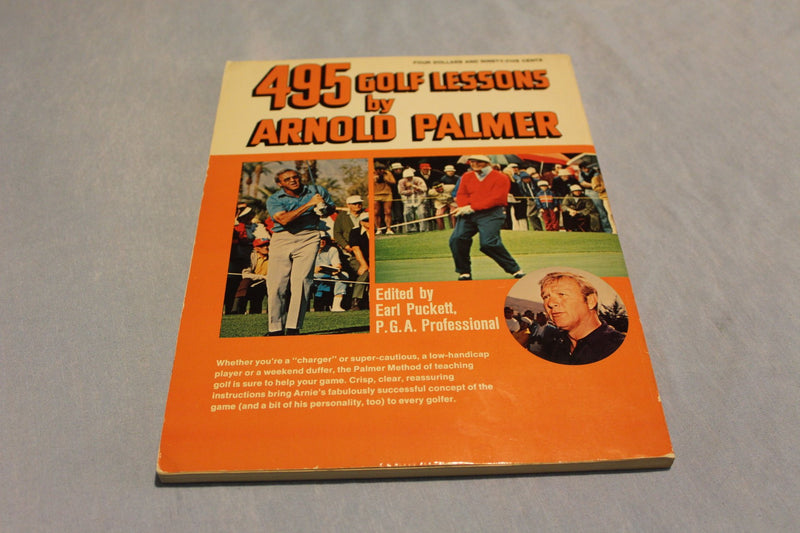 FOUR DOLLARS AND NINETY-FIVE CENTS
495 GOLF LESSONS
by
ARNOLD PALMER
Edited by
Earl Puckett,
P.G.A. Professional
Whether you're a "charger" or super-cautious, a low-handicap
player or a weekend duffer, the Palmer Method of teaching
golf is sure to help your game. Crisp, clear, reassuring
instructions bring Arnie's fabulously successful concept of the
game (and a bit of his personality, too) to every golfer.